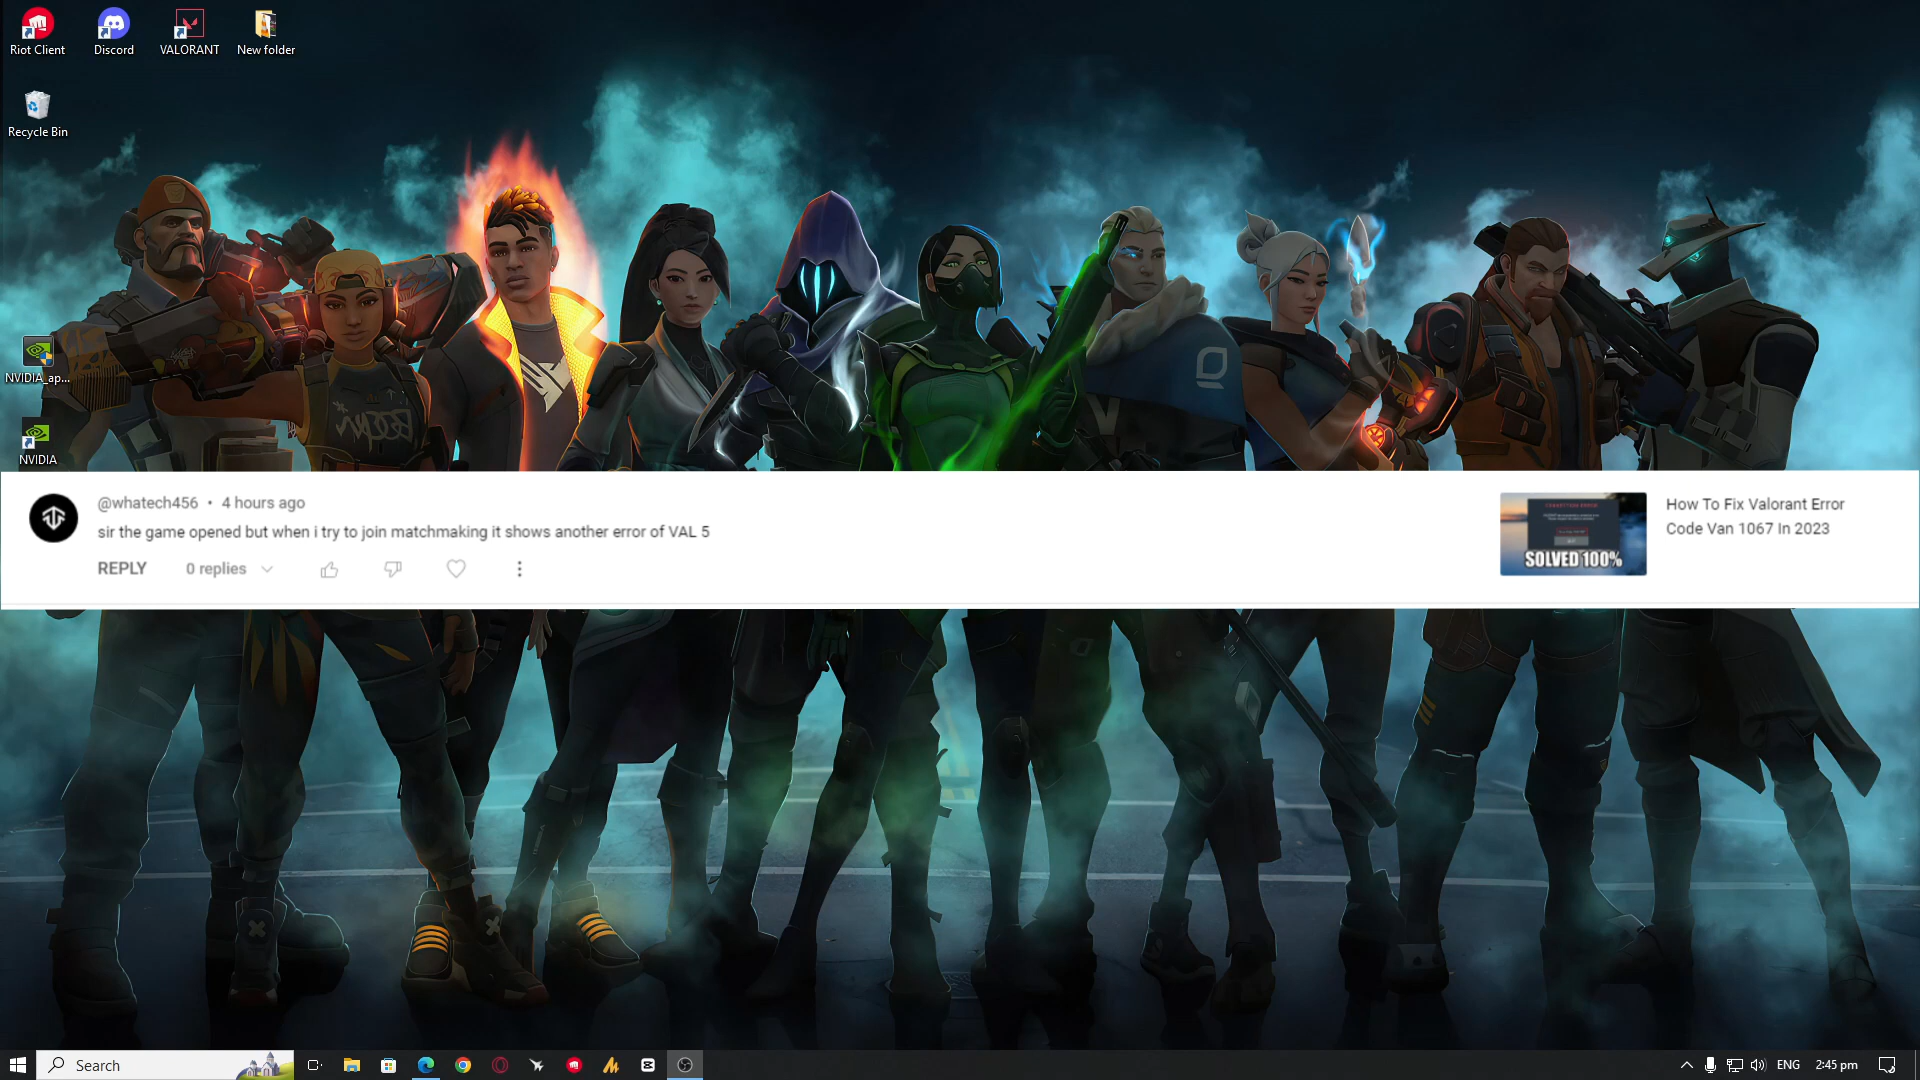 Riot Client
Discord
VALORANT
New folder
Recycle Bin
NVIDIA_ap...
NVIDIA
@whatech456 • 4 hours ago
sir the game opened but when i try to join matchmaking it shows another error of VAL 5
REPLY
0 replies
SOLVED 100%
How To Fix Valorant Error
Code Van 1067 In 2023
Search
ENG
2:45 pm